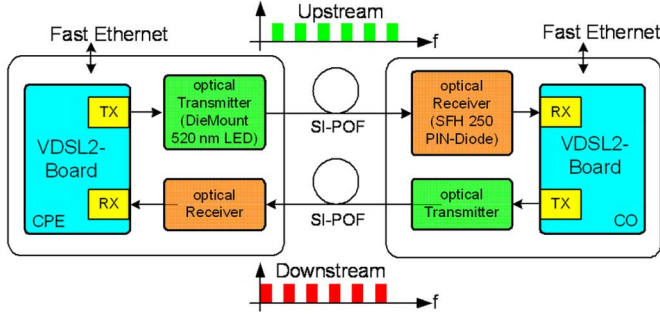 Upstream
f
Fast Ethernet
Fast Ethernet
TX
optical
Transmitter
(DieMount
520 nm LED)
SI-POF
optical
Receiver
(SFH 250
PIN-Diode)
RX
VDSL2-
Board
VDSL2-
Board
RX
CPE
optical
Receiver
SI-POF
optical
Transmitter
TX
CO
Downstream
f